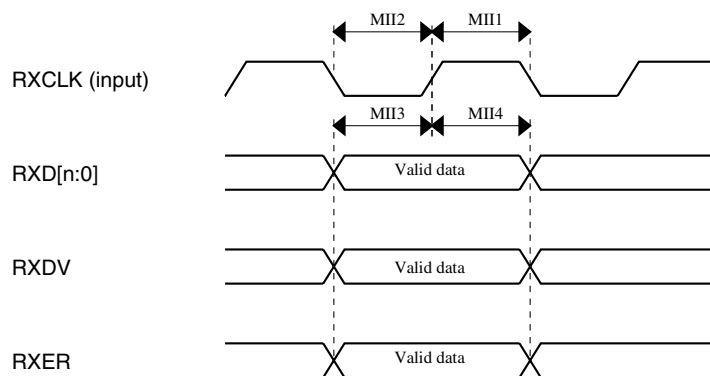 MII2 MII1
RXCLK (input)
MII3 MII4
RXD[n:0] Valid data
RXDV Valid data
RXER Valid data